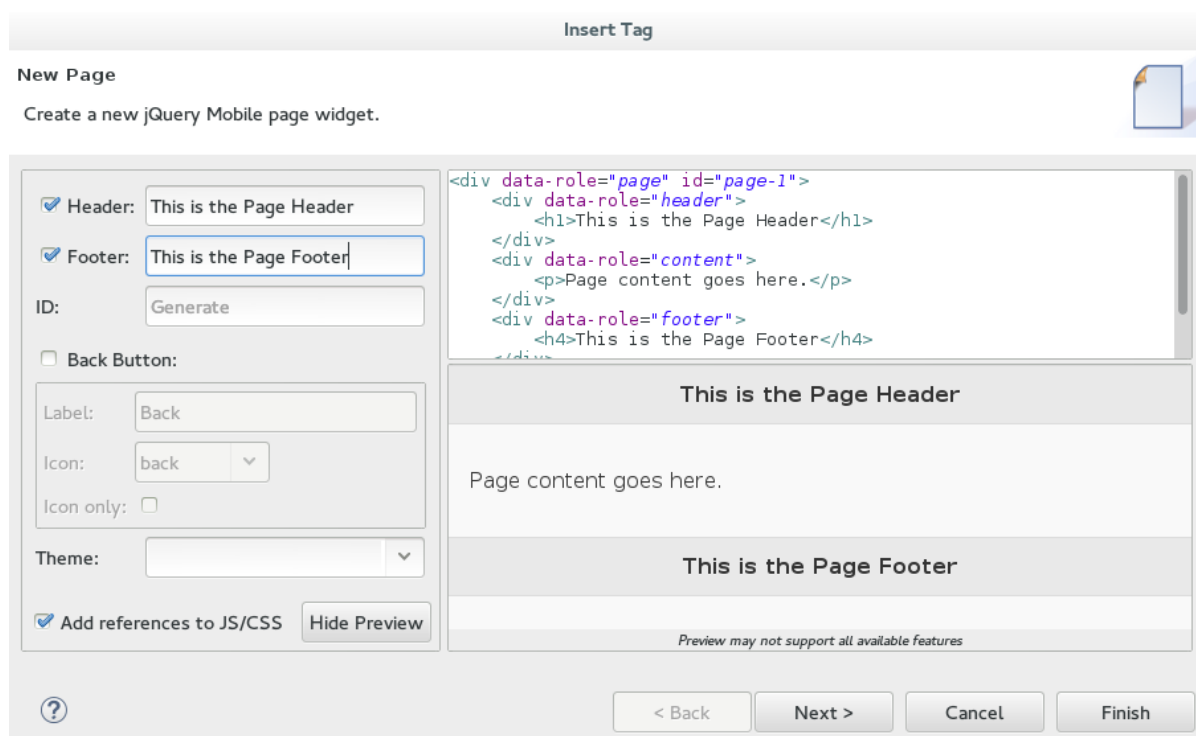 Insert Tag
New Page
Create a new jQuery Mobile page widget.
Header: This is the Page Header
Footer: This is the Page Footer
ID: Generate
Back Button:
Label: Back
Icon: back
Icon only:
Theme:
Add references to JS/CSS Hide Preview
<div data-role="page" id="page-1">
<div data-role="header">
<h1>This is the Page Header</h1>
</div>
<div data-role="content">
<p>Page content goes here.</p>
</div>
<div data-role="footer">
<h4>This is the Page Footer</h4>
</div>
This is the Page Header
Page content goes here.
This is the Page Footer
Preview may not support all available features
? < Back Next > Cancel Finish